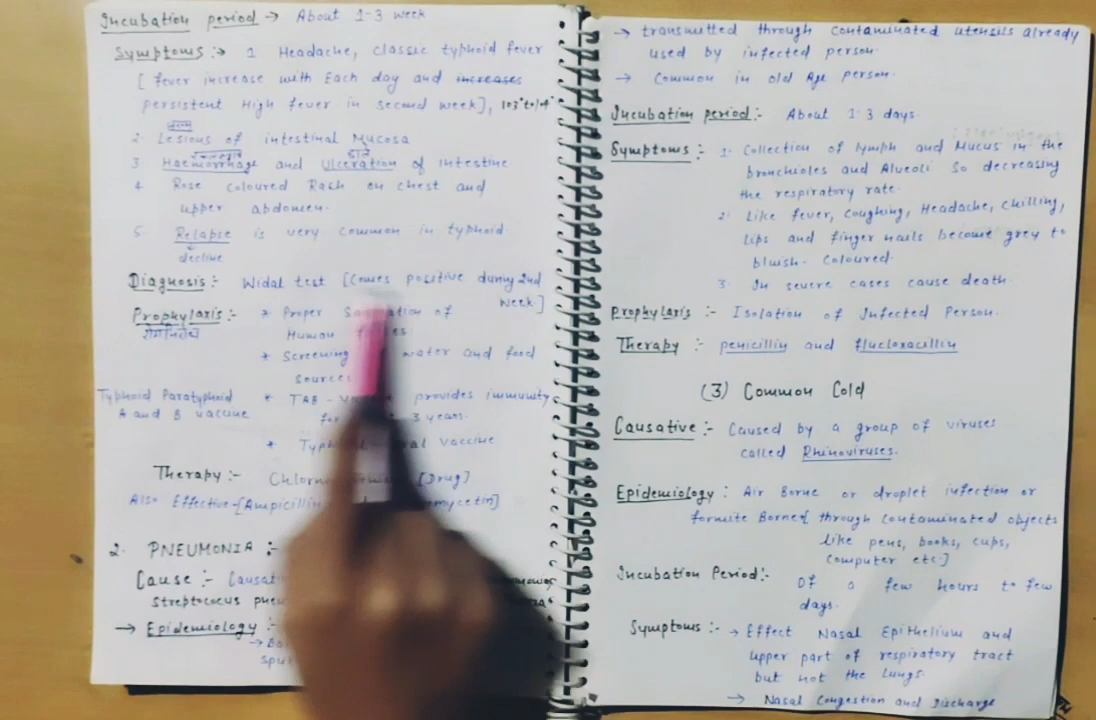 Incubation period → About 1-3 week
Symptoms :→ 1 Headache, classic typhoid fever
[ fever increase with Each day and increases
persistent High fever in second week],
2. Lesions of intestinal Mucosa
3 Haemorrhage and Ulceration of intestine
4. Rose coloured Rash on chest and
upper abdomen.
5. Relapse is very common in typhoid
decline
Diagnosis :- Widal test [Comes positive during 2nd
week.]
Prophylaxis :- * Proper of
Human
* Screening water and food
sources
Typhoid Paratyphoid
A and B vaccine
* TAB - provides immunity
for 3 years.
* vaccine
Therapy :- [Drug]
Also Effective-[Ampicillin
2. PNEUMONIA :-
Cause :-
→ Epidemiology :-
→ transmitted through contaminated utensils already
used by infected person.
→ Common in old Age person.
Incubation period :- About 1-3 days.
Symptoms :- 1. Collection of lymph and Mucus in the
bronchioles and Alveoli so decreasing
the respiratory rate.
2. Like fever, coughing, Headache, chilling,
lips and finger nails become grey to
bluish - coloured.
3. In severe cases cause death.
Prophylaxis :- Isolation of Infected Person.
Therapy :- penicillin and flucloxacillin
(3) Common Cold
Causative :- Caused by a group of viruses
called Rhinoviruses.
Epidemiology : Air Borne or droplet infection or
formite Borne[ through contaminated objects
like pens, books, cups,
computer etc]
Incubation Period :- Of a few hours to few
days.
Symptoms :- → Effect Nasal Epithelium and
upper part of respiratory tract
but not the lungs.
→ Nasal Congestion and Discharge